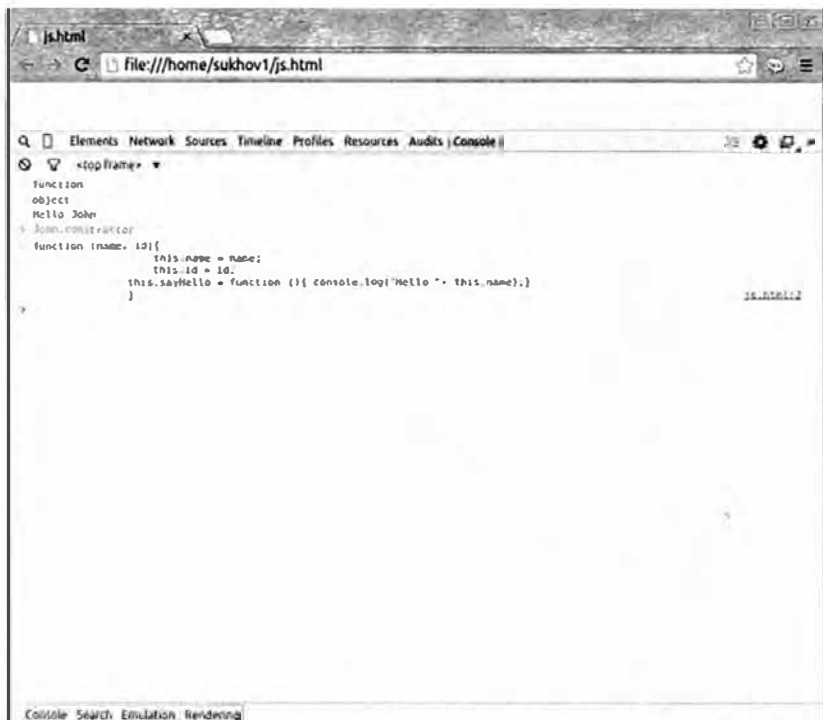 js.html
file:///home/sukhov1/js.html
Elements Network Sources Timeline Profiles Resources Audits Console
<top frame>
function
object
Hello John
John.constructor
function (name, id){
this.name = name;
this.id = id;
this.sayHello = function (){ console.log("Hello "+ this.name);}
}
js.html:2
Console Search Emulation Rendering